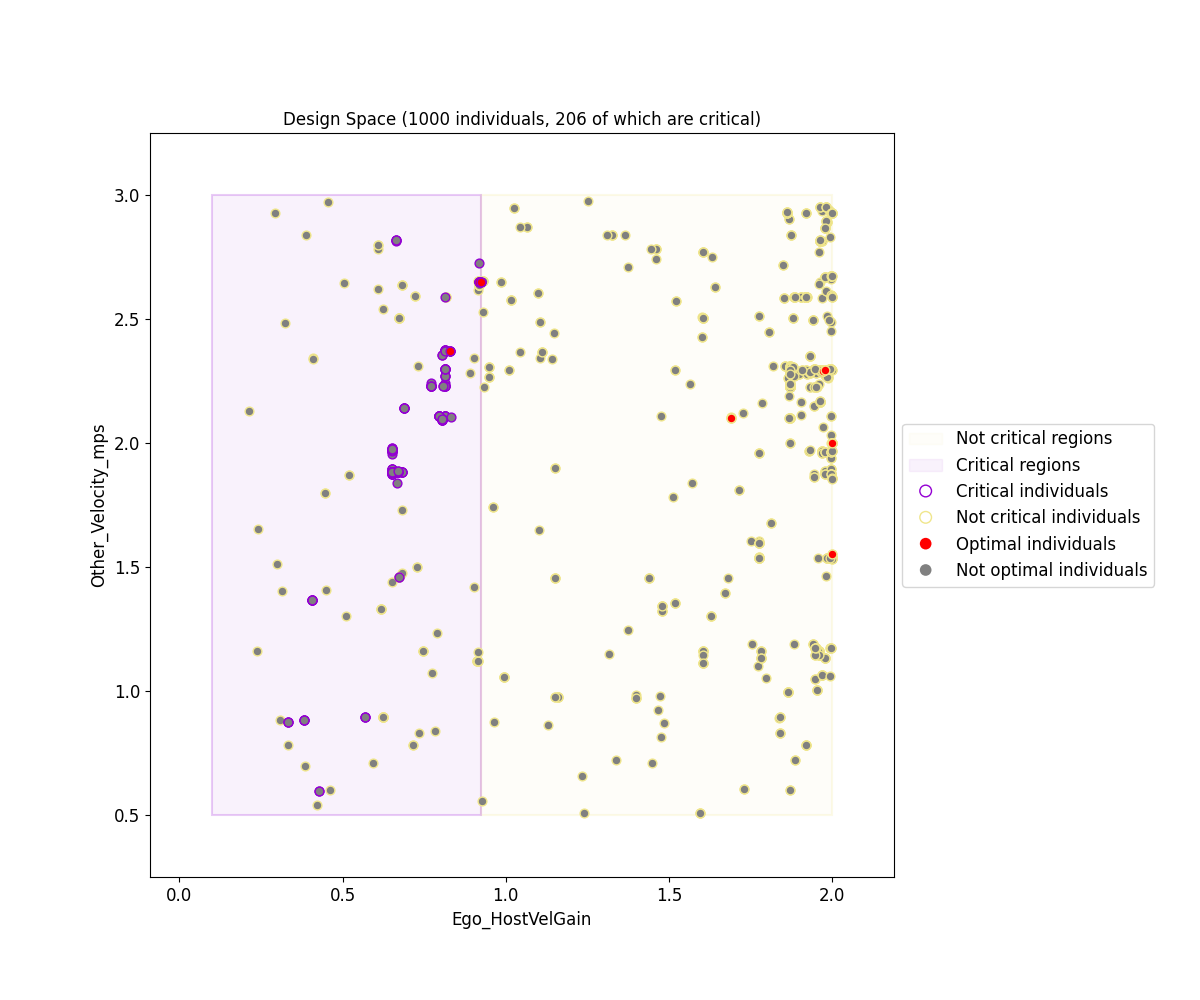 Design Space (1000 individuals, 206 of which are critical)
3.0
2.5
2.0
1.5
1.0
0.5
Other_Velocity_mps
0.0
0.5
1.0
1.5
2.0
Ego_HostVelGain
Not critical regions
Critical regions
Critical individuals
Not critical individuals
Optimal individuals
Not optimal individuals